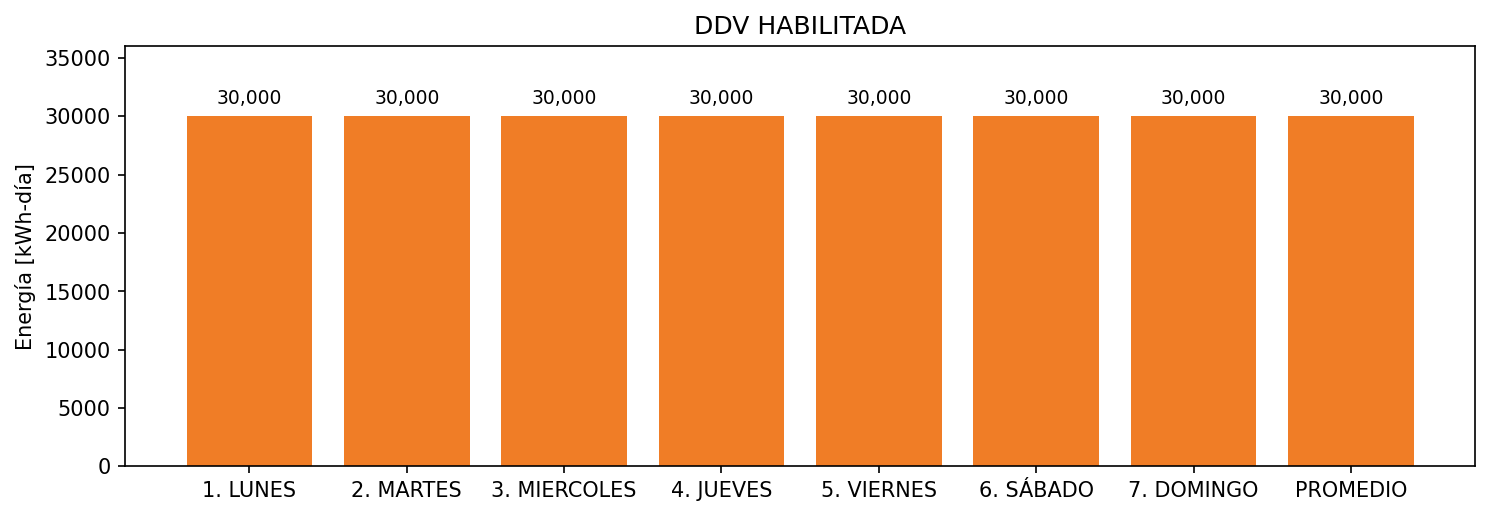 DDV HABILITADA
Energía [kWh-día]
35000
30000
25000
20000
15000
10000
5000
0
30,000 30,000 30,000 30,000 30,000 30,000 30,000 30,000
1. LUNES 2. MARTES 3. MIERCOLES 4. JUEVES 5. VIERNES 6. SÁBADO 7. DOMINGO PROMEDIO